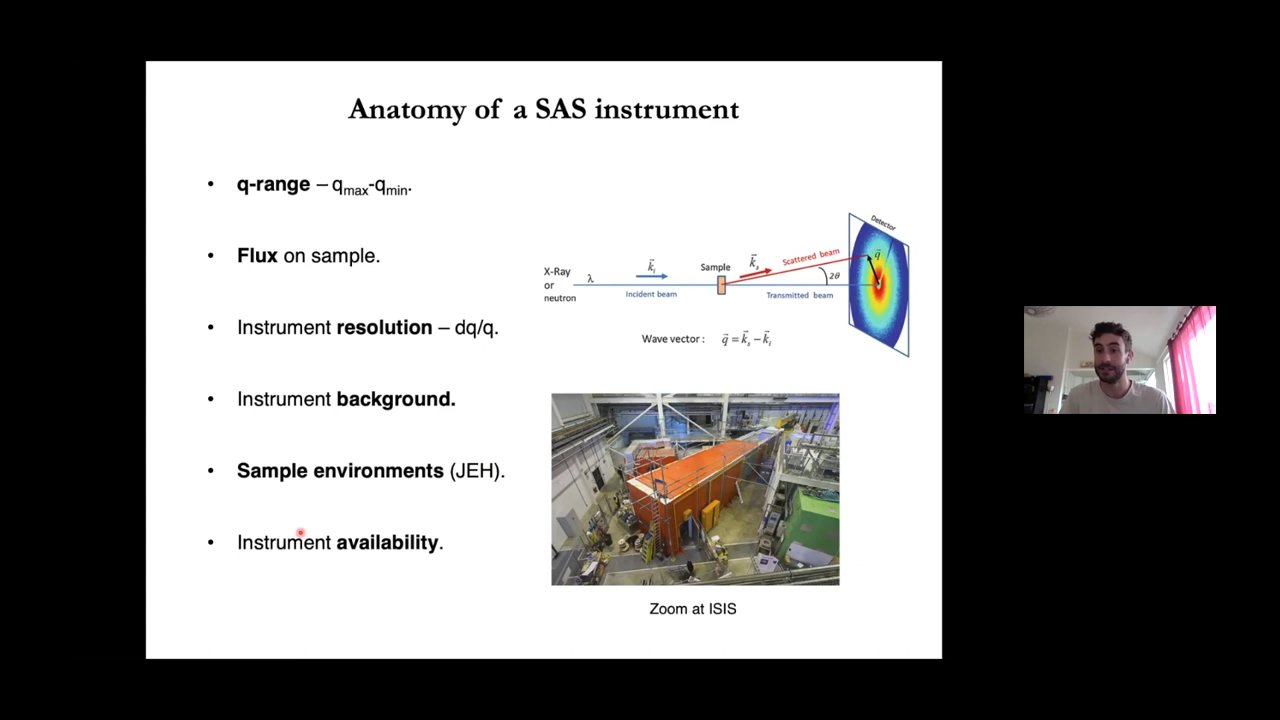 Anatomy of a SAS instrument
• q-range – qmax-qmin.
• Flux on sample.
• Instrument resolution – dq/q.
• Instrument background.
• Sample environments (JEH).
• Instrument availability.
Detector
X-Ray
or
neutron
λ
k⃗i
Incident beam
Sample
k⃗s
Scattered beam
2θ
q⃗
Transmitted beam
Wave vector : q⃗ = k⃗s − k⃗i
Zoom at ISIS